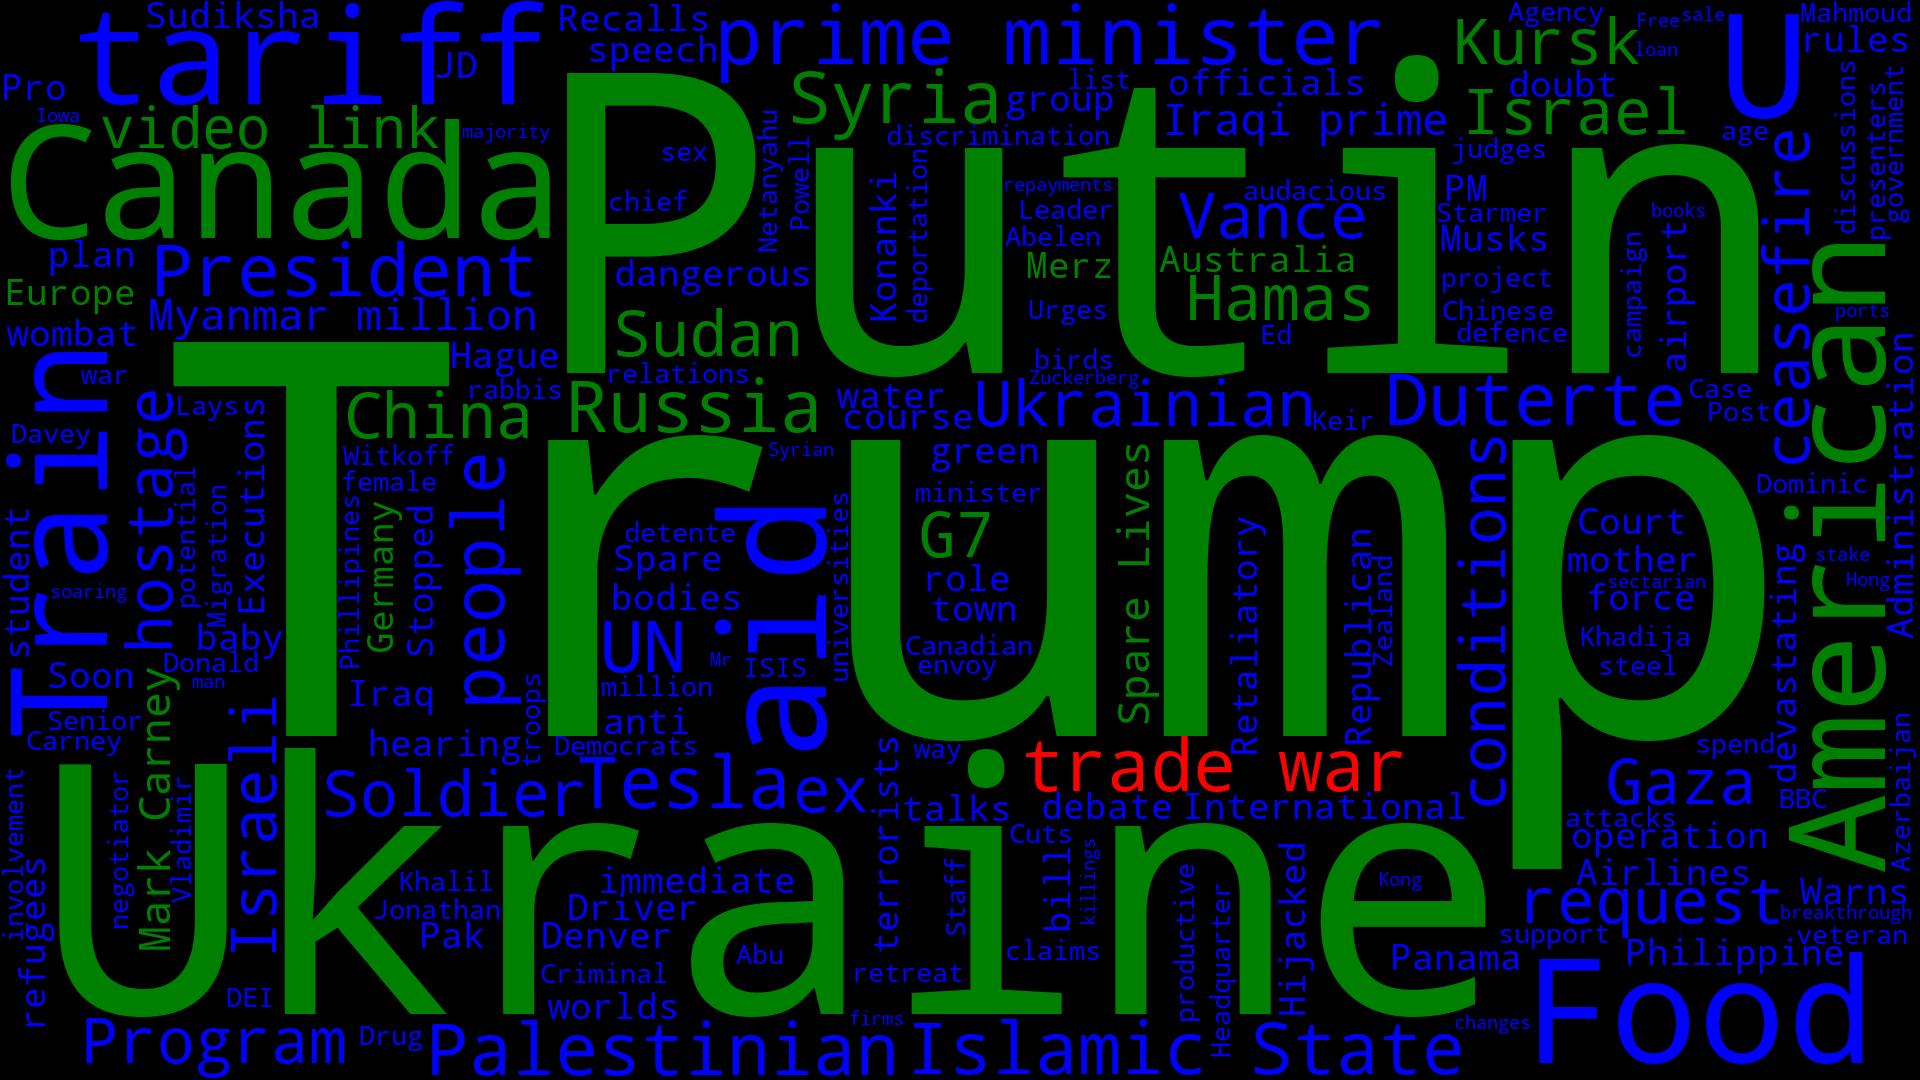 Sudiksha
Recalls
prime minister
Agency
Free
sale
Mahmoud
tariff
speech
Kursk
loan
U
rules
JD
Pro
list
officials
doubt
Syria
group
Israel
Iowa
video link
majority
discrimination
Iraqi prime
age
discussions
presenters
government
Canada
Putin
sex
Netanyahu
Powell
judges
chief
Konanki
deportation
repayments
Leader
Abelen
Merz
audacious
Vance
PM
Starmer
Musks
books
ceasefire
plan
President
dangerous
Australia
Hamas
project
campaign
airport
American
Europe
Myanmar million
Urges
Ed
Chinese
defence
ports
wombat
Sudan
birds
Zuckerberg
Hague
relations
war
rabbis
Train
hostage
Lays
China
Russia
water
course
Ukrainian
Keir
Duterte
Case
Post
Administration
Davey
Executions
Trump
Syrian
Witkoff
female
people
green
Spare Lives
conditions
Dominic
potential
Migration
Phillipines
Germany
Stopped
minister
student
detente
Spare
aid
universities
G7
Retaliatory
Republican
Zealand
Court
mother
sectarian
force
devastating
stake
Hong
soaring
bodies
role
town
baby
UN
Canadian
envoy
Khadija
steel
Soon
Donald
man
Mr
ISIS
Iraq
million
troops
anti
Senior
Carney
Mark Carney
Israeli
hearing
Democrats
terrorists
way
trade war
spend
Azerbaijan
involvement
negotiator
Vladimir
Ukraine
Soldier
Tesla
ex
talks
debate
International
Gaza
BBC
attacks
operation
refugees
Cuts
bill
killings
Khalil
Jonathan
Pak
immediate
Driver
Denver
Staff
productive
Headquarter
Hijacked
Kong
Airlines
request
Warns
breakthrough
veteran
support
claims
Abu
Criminal
retreat
Panama
Philippine
DEI
worlds
firms
changes
Food
Program
Drug
Palestinian
Islamic State